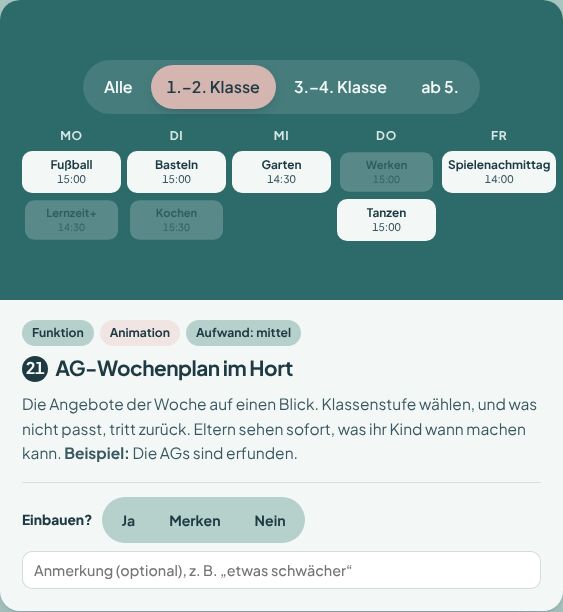 Alle 1.–2. Klasse 3.–4. Klasse ab 5.
MO DI MI DO FR
Fußball Basteln Garten Werken Spielenachmittag
15:00 15:00 14:30 15:00 14:00
Lernzeit+ Kochen Tanzen
14:30 15:30 15:00
Funktion Animation Aufwand: mittel
21 AG-Wochenplan im Hort
Die Angebote der Woche auf einen Blick. Klassenstufe wählen, und was
nicht passt, tritt zurück. Eltern sehen sofort, was ihr Kind wann machen
kann. Beispiel: Die AGs sind erfunden.
Einbauen? Ja Merken Nein
Anmerkung (optional), z. B. „etwas schwächer“